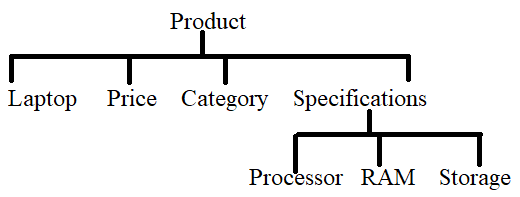 Product
Laptop Price Category Specifications
Processor RAM Storage